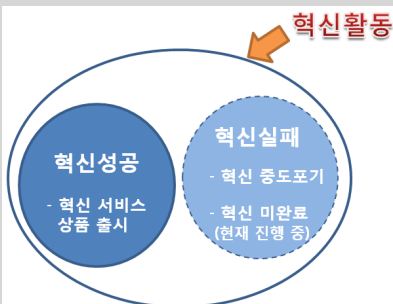 혁신활동
혁신성공
- 혁신 서비스
상품 출시
혁신실패
- 혁신 중도포기
- 혁신 미완료
(현재 진행 중)